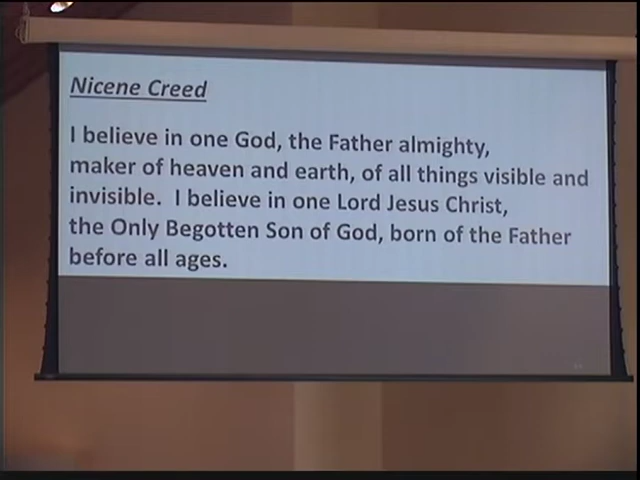 Nicene Creed
I believe in one God, the Father almighty,
maker of heaven and earth, of all things visible and
invisible. I believe in one Lord Jesus Christ,
the Only Begotten Son of God, born of the Father
before all ages.